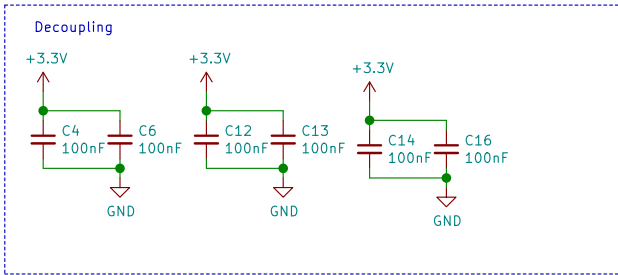 Decoupling
+3.3V
+3.3V
+3.3V
C4
100nF
C6
100nF
C12
100nF
C13
100nF
C14
100nF
C16
100nF
GND
GND
GND